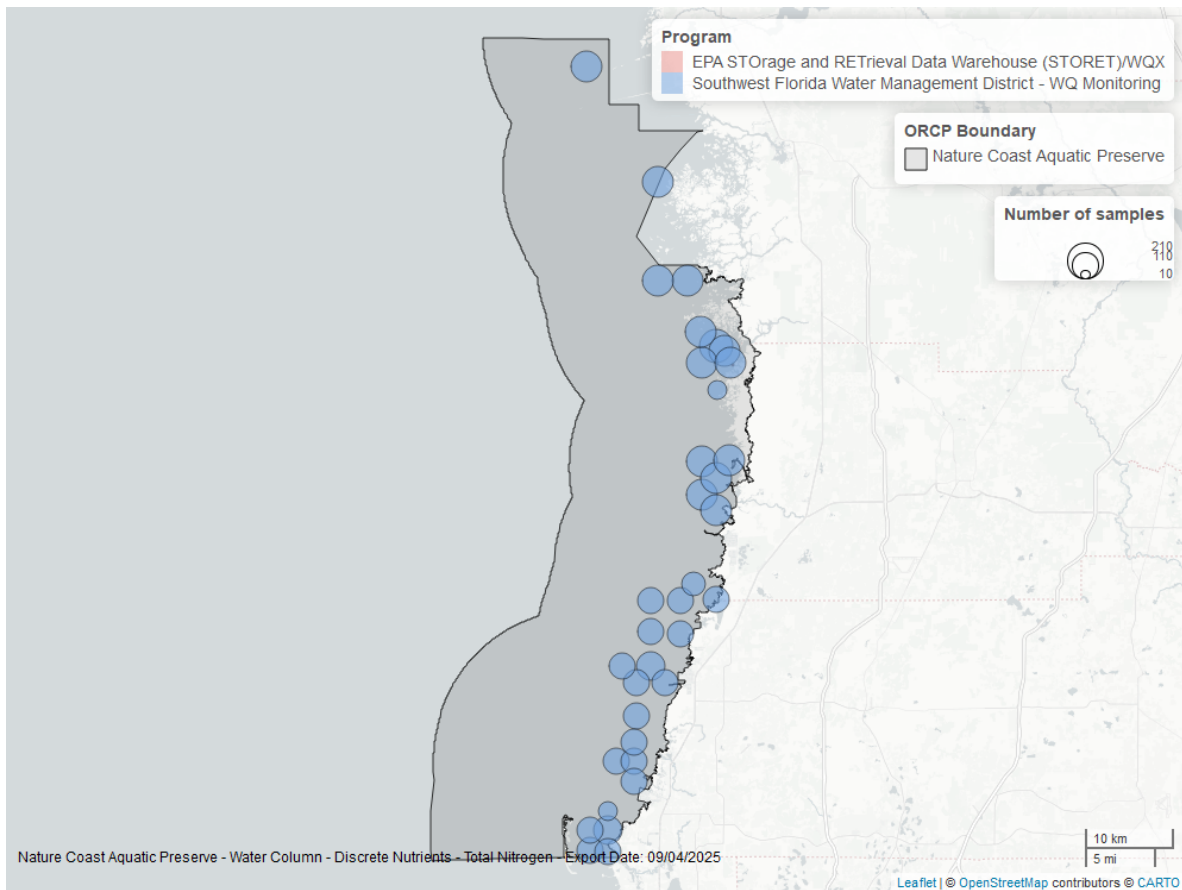 Program
EPA STOrage and RETrieval Data Warehouse (STORET)/WQX
Southwest Florida Water Management District - WQ Monitoring
ORCP Boundary
Nature Coast Aquatic Preserve
Number of samples
210
110
10
10 km
5 mi
Nature Coast Aquatic Preserve - Water Column - Discrete Nutrients - Total Nitrogen - Export Date: 09/04/2025
Leaflet | © OpenStreetMap contributors © CARTO